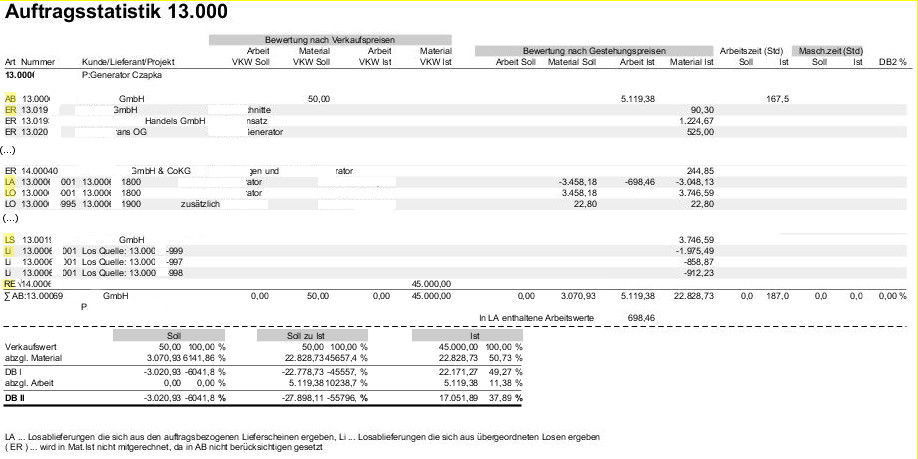 Auftragsstatistik 13.000
Bewertung nach Verkaufspreisen
Arbeit Material Arbeit Material Bewertung nach Gestehungspreisen Arbeitszeit (Std) Masch.zeit (Std)
Art Nummer Kunde/Lieferant/Projekt VKW Soll VKW Soll VKW Ist VKW Ist Arbeit Soll Material Soll Arbeit Ist Material Ist Soll Ist Soll Ist DB2 %
13.000 P:Generator Czapka
AB 13.000 GmbH 50,00 5.119,38 167,5
ER 13.019 GmbH 90,30
ER 13.019 Handels GmbH 1.224,67
ER 13.020 OG 525,00
(...)
ER 14.00040 GmbH & CoKG und 244,85
LA 13.000 001 13.000 1800 -3.458,18 -698,46 -3.048,13
LO 13.000 001 13.000 1800 3.458,18 3.746,59
LO 13.000 995 13.000 1900 zusätzlich 22,80 22,80
(...)
LS 13.001 GmbH 3.746,59
Li 13.000 001 Los Quelle: 13.000 -999 -1.975,49
Li 13.000 001 Los Quelle: 13.000 -997 -858,87
Li 13.000 001 Los Quelle: 13.000 998 -912,23
RE 14.000 45.000,00
∑ AB:13.00069 GmbH 0,00 50,00 0,00 45.000,00 0,00 3.070,93 5.119,38 22.828,73 0,0 187,0 0,0 0,0 0,00 %
P
In LA enthaltene Arbeitswerte 698,46
Soll Soll zu Ist Ist
Verkaufswert 50,00 100,00 % 50,00 100,00 % 45.000,00 100,00 %
abzgl. Material 3.070,93 6141,86 % 22.828,73 45657,4 % 22.828,73 50,73 %
DB I -3.020,93 -6041,8 % -22.778,73 -45557, % 22.171,27 49,27 %
abzgl. Arbeit 0,00 0,00 % 5.119,38 10238,7 % 5.119,38 11,38 %
DB II -3.020,93 -6041,8 % -27.898,11 -55796, % 17.051,89 37,89 %
LA ... Losablieferungen die sich aus den auftragsbezogenen Lieferscheinen ergeben, Li ... Losablieferungen die sich aus übergeordneten Losen ergeben
( ER ) ... wird in Mat.Ist nicht mitgerechnet, da in AB nicht berücksichtigen gesetzt